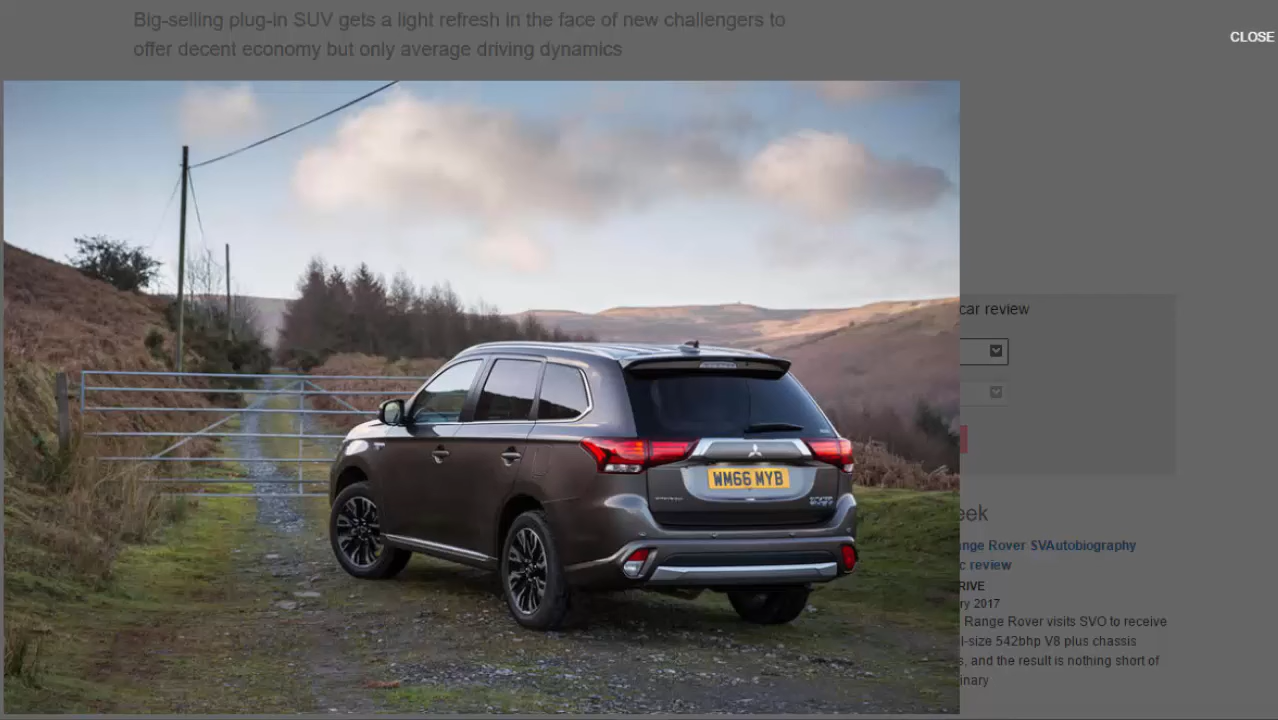 Big-selling plug-in SUV gets a light refresh in the face of new challengers to
offer decent economy but only average driving dynamics
CLOSE
car review
WM66 MYB
eek
ange Rover SVAutobiography
c review
RIVE
ry 2017
Range Rover visits SVO to receive
l-size 542bhp V8 plus chassis
s, and the result is nothing short of
inary